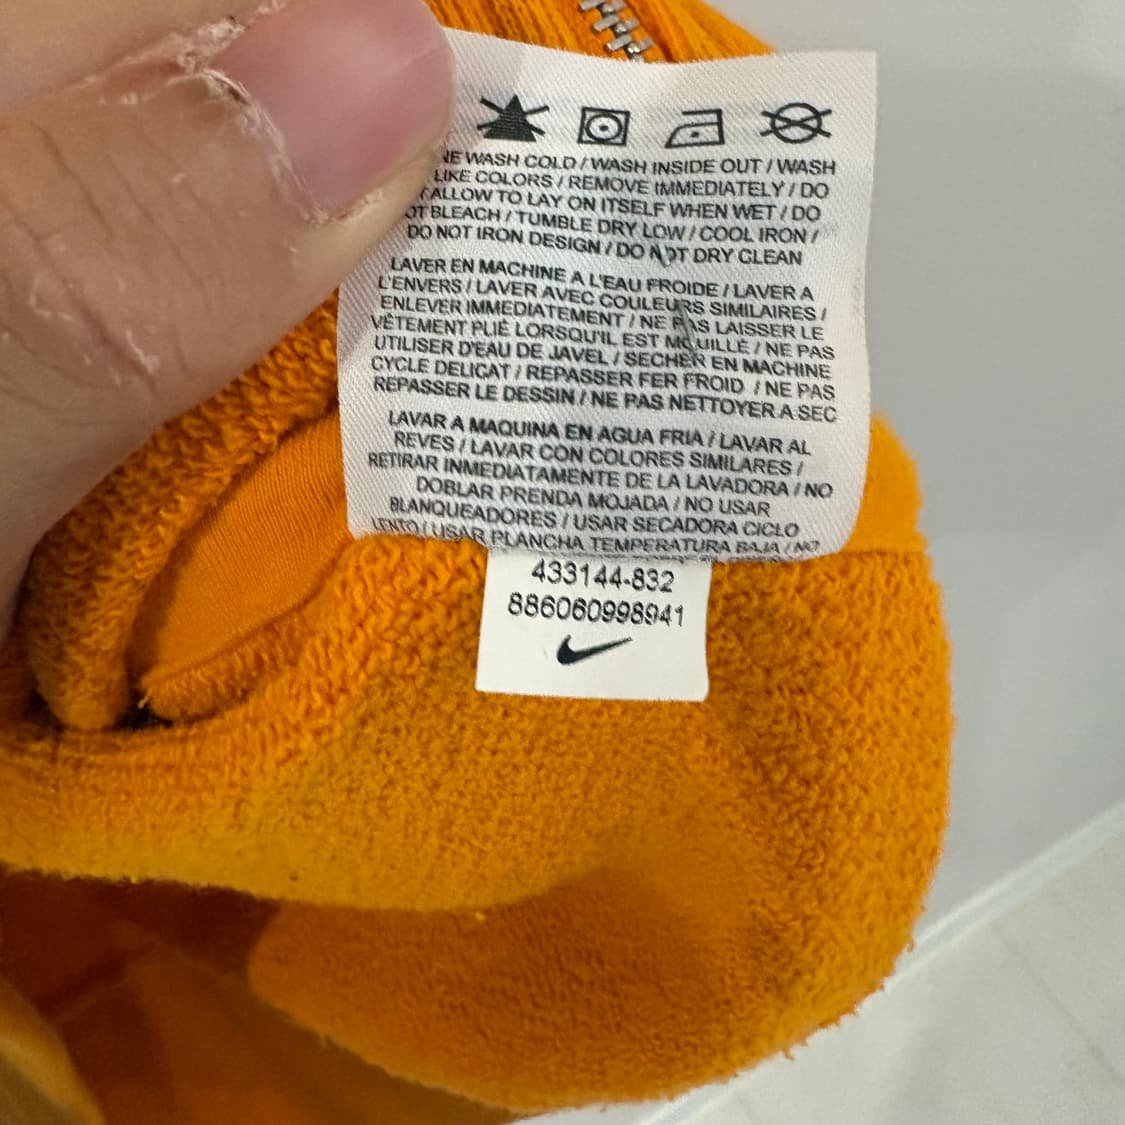 WASH COLD / WASH INSIDE OUT / WASH
LIKE COLORS / REMOVE IMMEDIATELY / DO
ALLOW TO LAY ON ITSELF WHEN WET / DO
BLEACH / TUMBLE DRY LOW / COOL IRON /
DO NOT IRON DESIGN / DO NOT DRY CLEAN
LAVER EN MACHINE A L'EAU FROIDE / LAVER A
L'ENVERS / LAVER AVEC COULEURS SIMILAIRES /
ENLEVER IMMEDIATEMENT / NE PAS LAISSER LE
VÊTEMENT PLIÉ LORSQU'IL EST MOUILLÉ / NE PAS
UTILISER D'EAU DE JAVEL / SECHER EN MACHINE
CYCLE DELICAT / REPASSER FER FROID / NE PAS
REPASSER LE DESSIN / NE PAS NETTOYER A SEC
LAVAR A MAQUINA EN AGUA FRIA / LAVAR AL
REVES / LAVAR CON COLORES SIMILARES /
RETIRAR INMEDIATAMENTE DE LA LAVADORA / NO
DOBLAR PRENDA MOJADA / NO USAR
BLANQUEADORES / USAR SECADORA CICLO
LENTO / USAR PLANCHA TEMPERATURA BAJA / NO
433144-832
886060998941